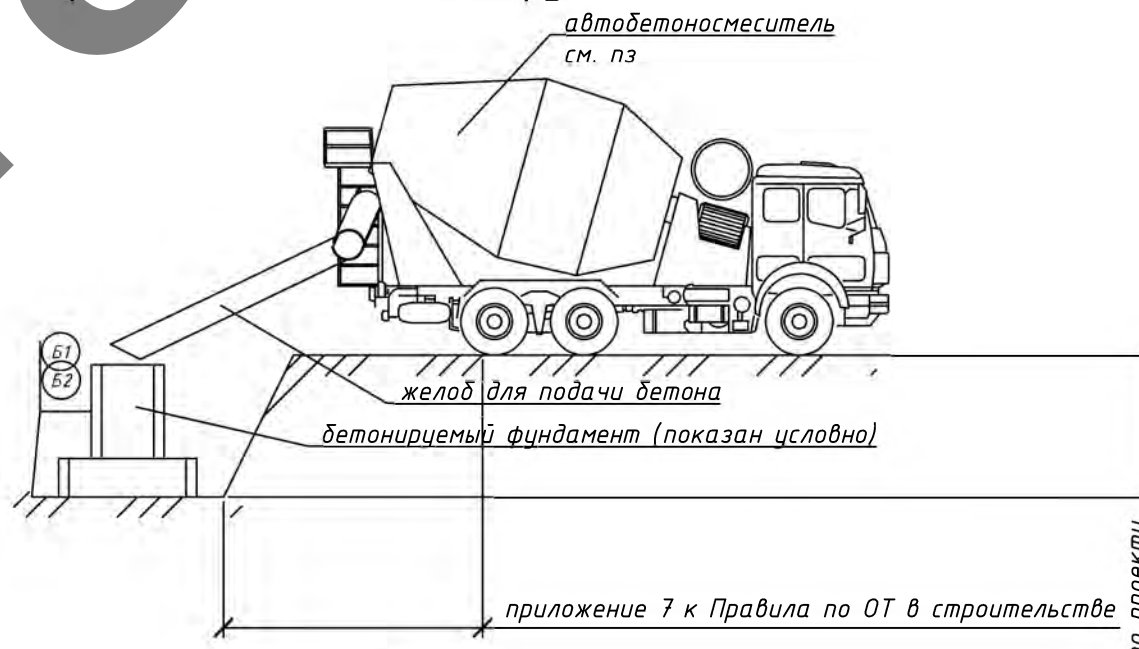 автобетоносмеситель
см. пз
Б1
Б2
желоб для подачи бетона
бетонируемый фундамент (показан условно)
приложение 7 к Правила по ОТ в строительстве
проекту